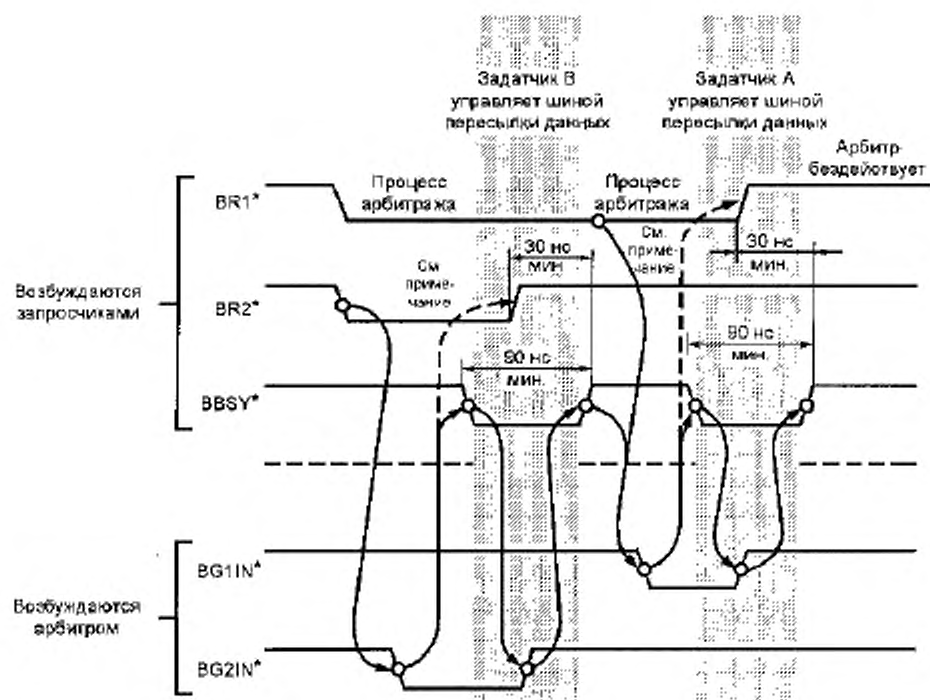 Задатчик В
управляет шиной
пересылки данных
Задатчик А
управляет шиной
пересылки данных
Арбитр
бездействует
BR1*
Процесс
арбитража
Процесс
арбитража
См.
приме-
чание
30 нс
мин.
30 нс
мин
См
приме-
чание
Возбуждаются
запросчиками
BR2*
90 нс
мин.
90 нс
мин.
BBSY*
BG1IN*
Возбуждаются
арбитром
BG2IN*